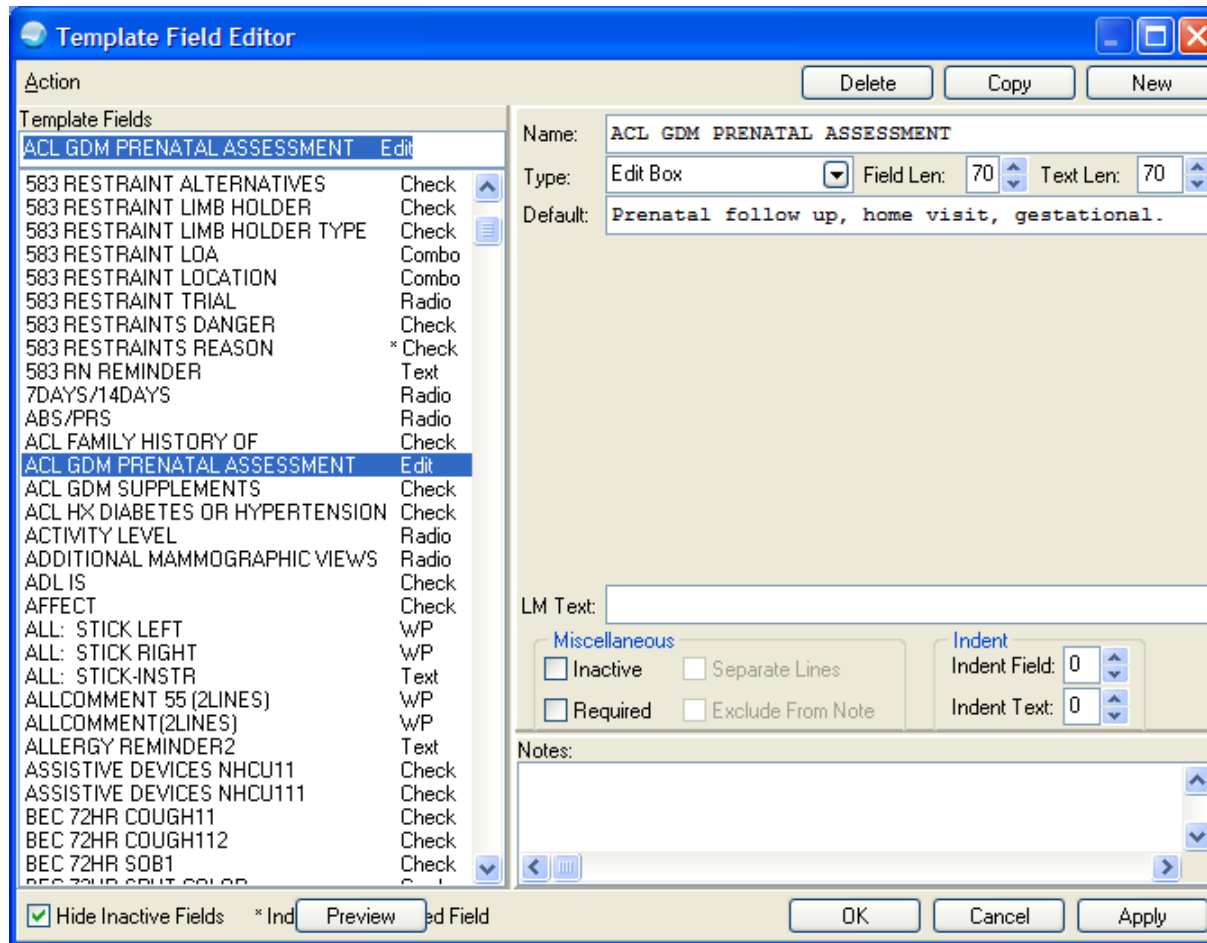 Template Field Editor
Action
Delete
Copy
New
Template Fields
ACL GDM PRENATAL ASSESSMENT Edit
583 RESTRAINT ALTERNATIVES Check
583 RESTRAINT LIMB HOLDER Check
583 RESTRAINT LIMB HOLDER TYPE Check
583 RESTRAINT LOA Combo
583 RESTRAINT LOCATION Combo
583 RESTRAINT TRIAL Radio
583 RESTRAINTS DANGER Check
583 RESTRAINTS REASON * Check
583 RN REMINDER Text
7DAYS/14DAYS Radio
ABS/PRS Radio
ACL FAMILY HISTORY OF Check
ACL GDM PRENATAL ASSESSMENT Edit
ACL GDM SUPPLEMENTS Check
ACL HX DIABETES OR HYPERTENSION Check
ACTIVITY LEVEL Radio
ADDITIONAL MAMMOGRAPHIC VIEWS Radio
ADL IS Check
AFFECT Check
ALL: STICK LEFT WP
ALL: STICK RIGHT WP
ALL: STICK-INSTR Text
ALLCOMMENT 55 (2LINES) WP
ALLCOMMENT(2LINES) WP
ALLERGY REMINDER2 Text
ASSISTIVE DEVICES NHCU11 Check
ASSISTIVE DEVICES NHCU111 Check
BEC 72HR COUGH11 Check
BEC 72HR COUGH112 Check
BEC 72HR SOB1 Check
Name: ACL GDM PRENATAL ASSESSMENT
Type: Edit Box Field Len: 70 Text Len: 70
Default: Prenatal follow up, home visit, gestational.
LM Text:
Miscellaneous
Inactive Separate Lines
Required Exclude From Note
Indent
Indent Field: 0
Indent Text: 0
Notes:
Hide Inactive Fields * Ind Preview ed Field
OK
Cancel
Apply